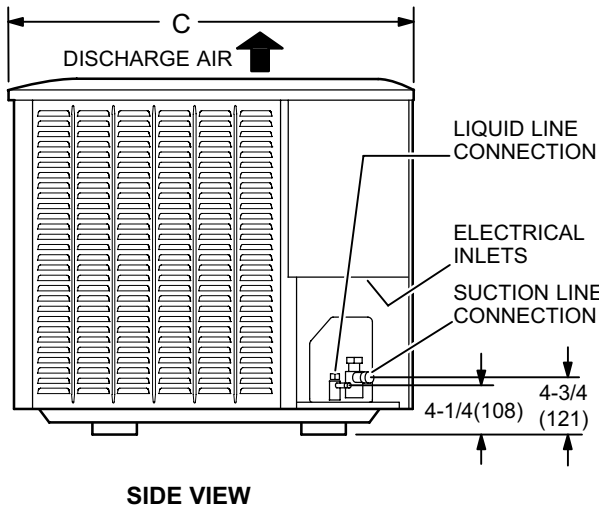 C
DISCHARGE AIR
LIQUID LINE
CONNECTION
ELECTRICAL
INLETS
SUCTION LINE
CONNECTION
4-1/4(108)
4-3/4
(121)
SIDE VIEW